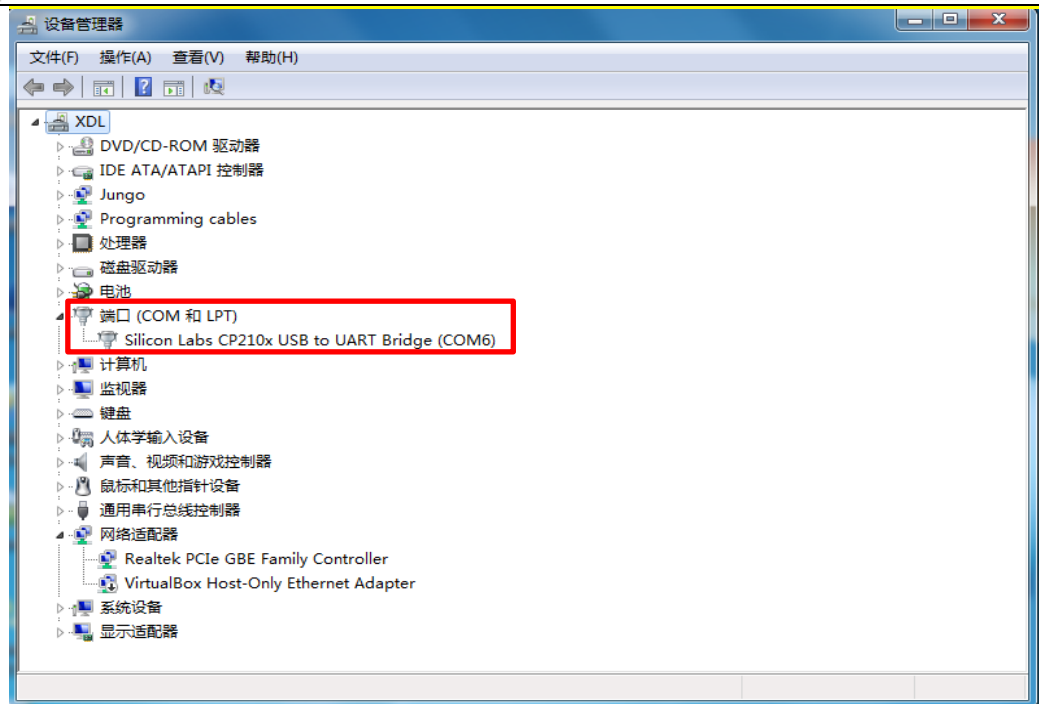 设备管理器
文件(F) 操作(A) 查看(V) 帮助(H)
XDL
DVD/CD-ROM 驱动器
IDE ATA/ATAPI 控制器
Jungo
Programming cables
处理器
磁盘驱动器
电池
端口 (COM 和 LPT)
Silicon Labs CP210x USB to UART Bridge (COM6)
计算机
监视器
键盘
人体学输入设备
声音、视频和游戏控制器
鼠标和其他指针设备
通用串行总线控制器
网络适配器
Realtek PCIe GBE Family Controller
VirtualBox Host-Only Ethernet Adapter
系统设备
显示适配器